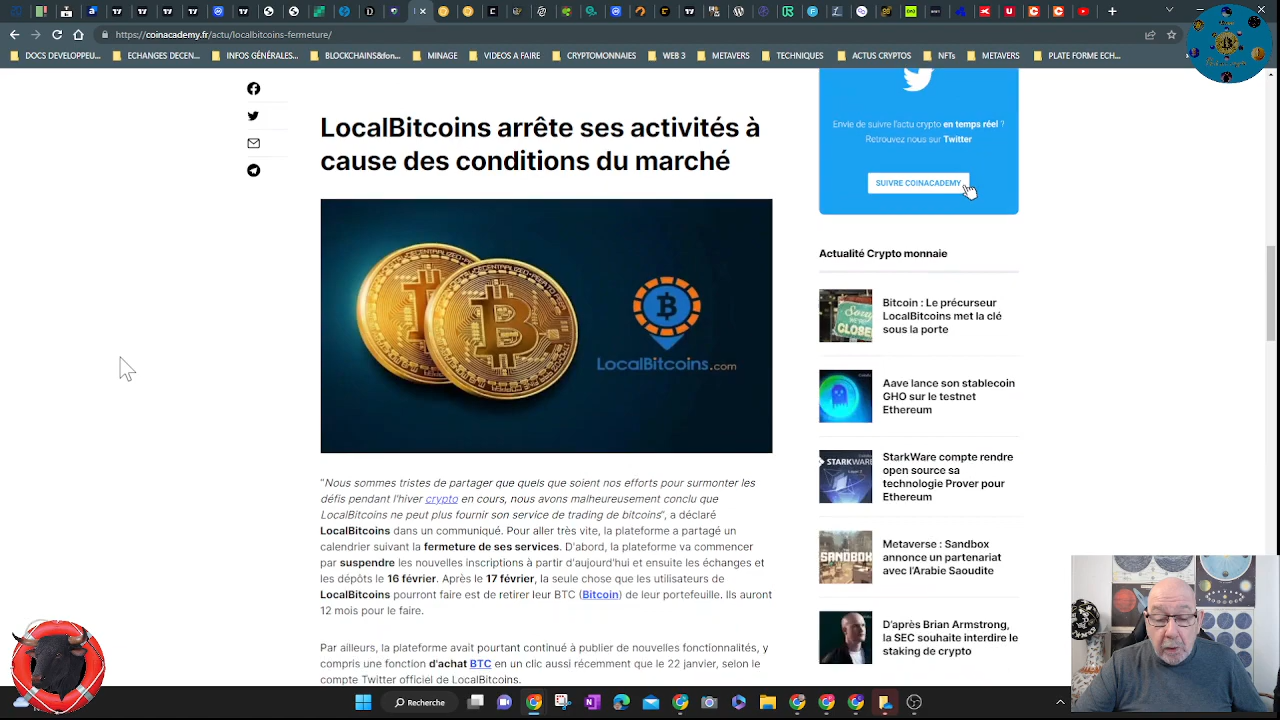 https://coinacademy.fr/localbitcoins-fermeture/
DOCS DEVELOPPEU...
ECHANGES DECEN...
INFOS GÉNÉRALES...
BLOCKCHAINS&don...
MINAGE
VIDEOS A FAIRE
CRYPTOMONNAIES
WEB 3
METAVERS
TECHNIQUES
ACTUS CRYPTOS
NFTs
METAVERS
PLATE FORME ECH...
LocalBitcoins arrête ses activités à
cause des conditions du marché
LocalBitcoins.com
"Nous sommes tristes de partager que quels que soient nos efforts pour surmonter les
défis pendant l'hiver crypto en cours, nous avons malheureusement conclu que
LocalBitcoins ne peut plus fournir son service de trading de bitcoins", a déclaré
LocalBitcoins dans un communiqué. Pour aller très vite, la plateforme a partagé un
calendrier suivant la fermeture de ses services. D'abord, la plateforme va commencer
par suspendre les nouvelles inscriptions à partir d'aujourd'hui et ensuite les échanges et
les dépôts le 16 février. Après le 17 février, la seule chose que les utilisateurs de
LocalBitcoins pourront faire est de retirer leur BTC (Bitcoin) de leur portefeuille. Ils auront
12 mois pour le faire.
Par ailleurs, la plateforme avait pourtant continué à publier de nouvelles fonctionnalités, y
compris une fonction d'achat BTC en un clic aussi récemment que le 22 janvier, selon le
compte Twitter officiel de LocalBitcoins.
Envie de suivre l'actu crypto en temps réel ?
Retrouvez nous sur Twitter
SUIVRE COINACADEMY
Actualité Crypto monnaie
Bitcoin : Le précurseur
LocalBitcoins met la clé
sous la porte
Aave lance son stablecoin
GHO sur le testnet
Ethereum
STARKWARE
StarkWare compte rendre
open source sa
technologie Prover pour
Ethereum
SANDBOX
Metaverse : Sandbox
annonce un partenariat
avec l'Arabie Saoudite
D'après Brian Armstrong,
la SEC souhaite interdire le
staking de crypto
Recherche